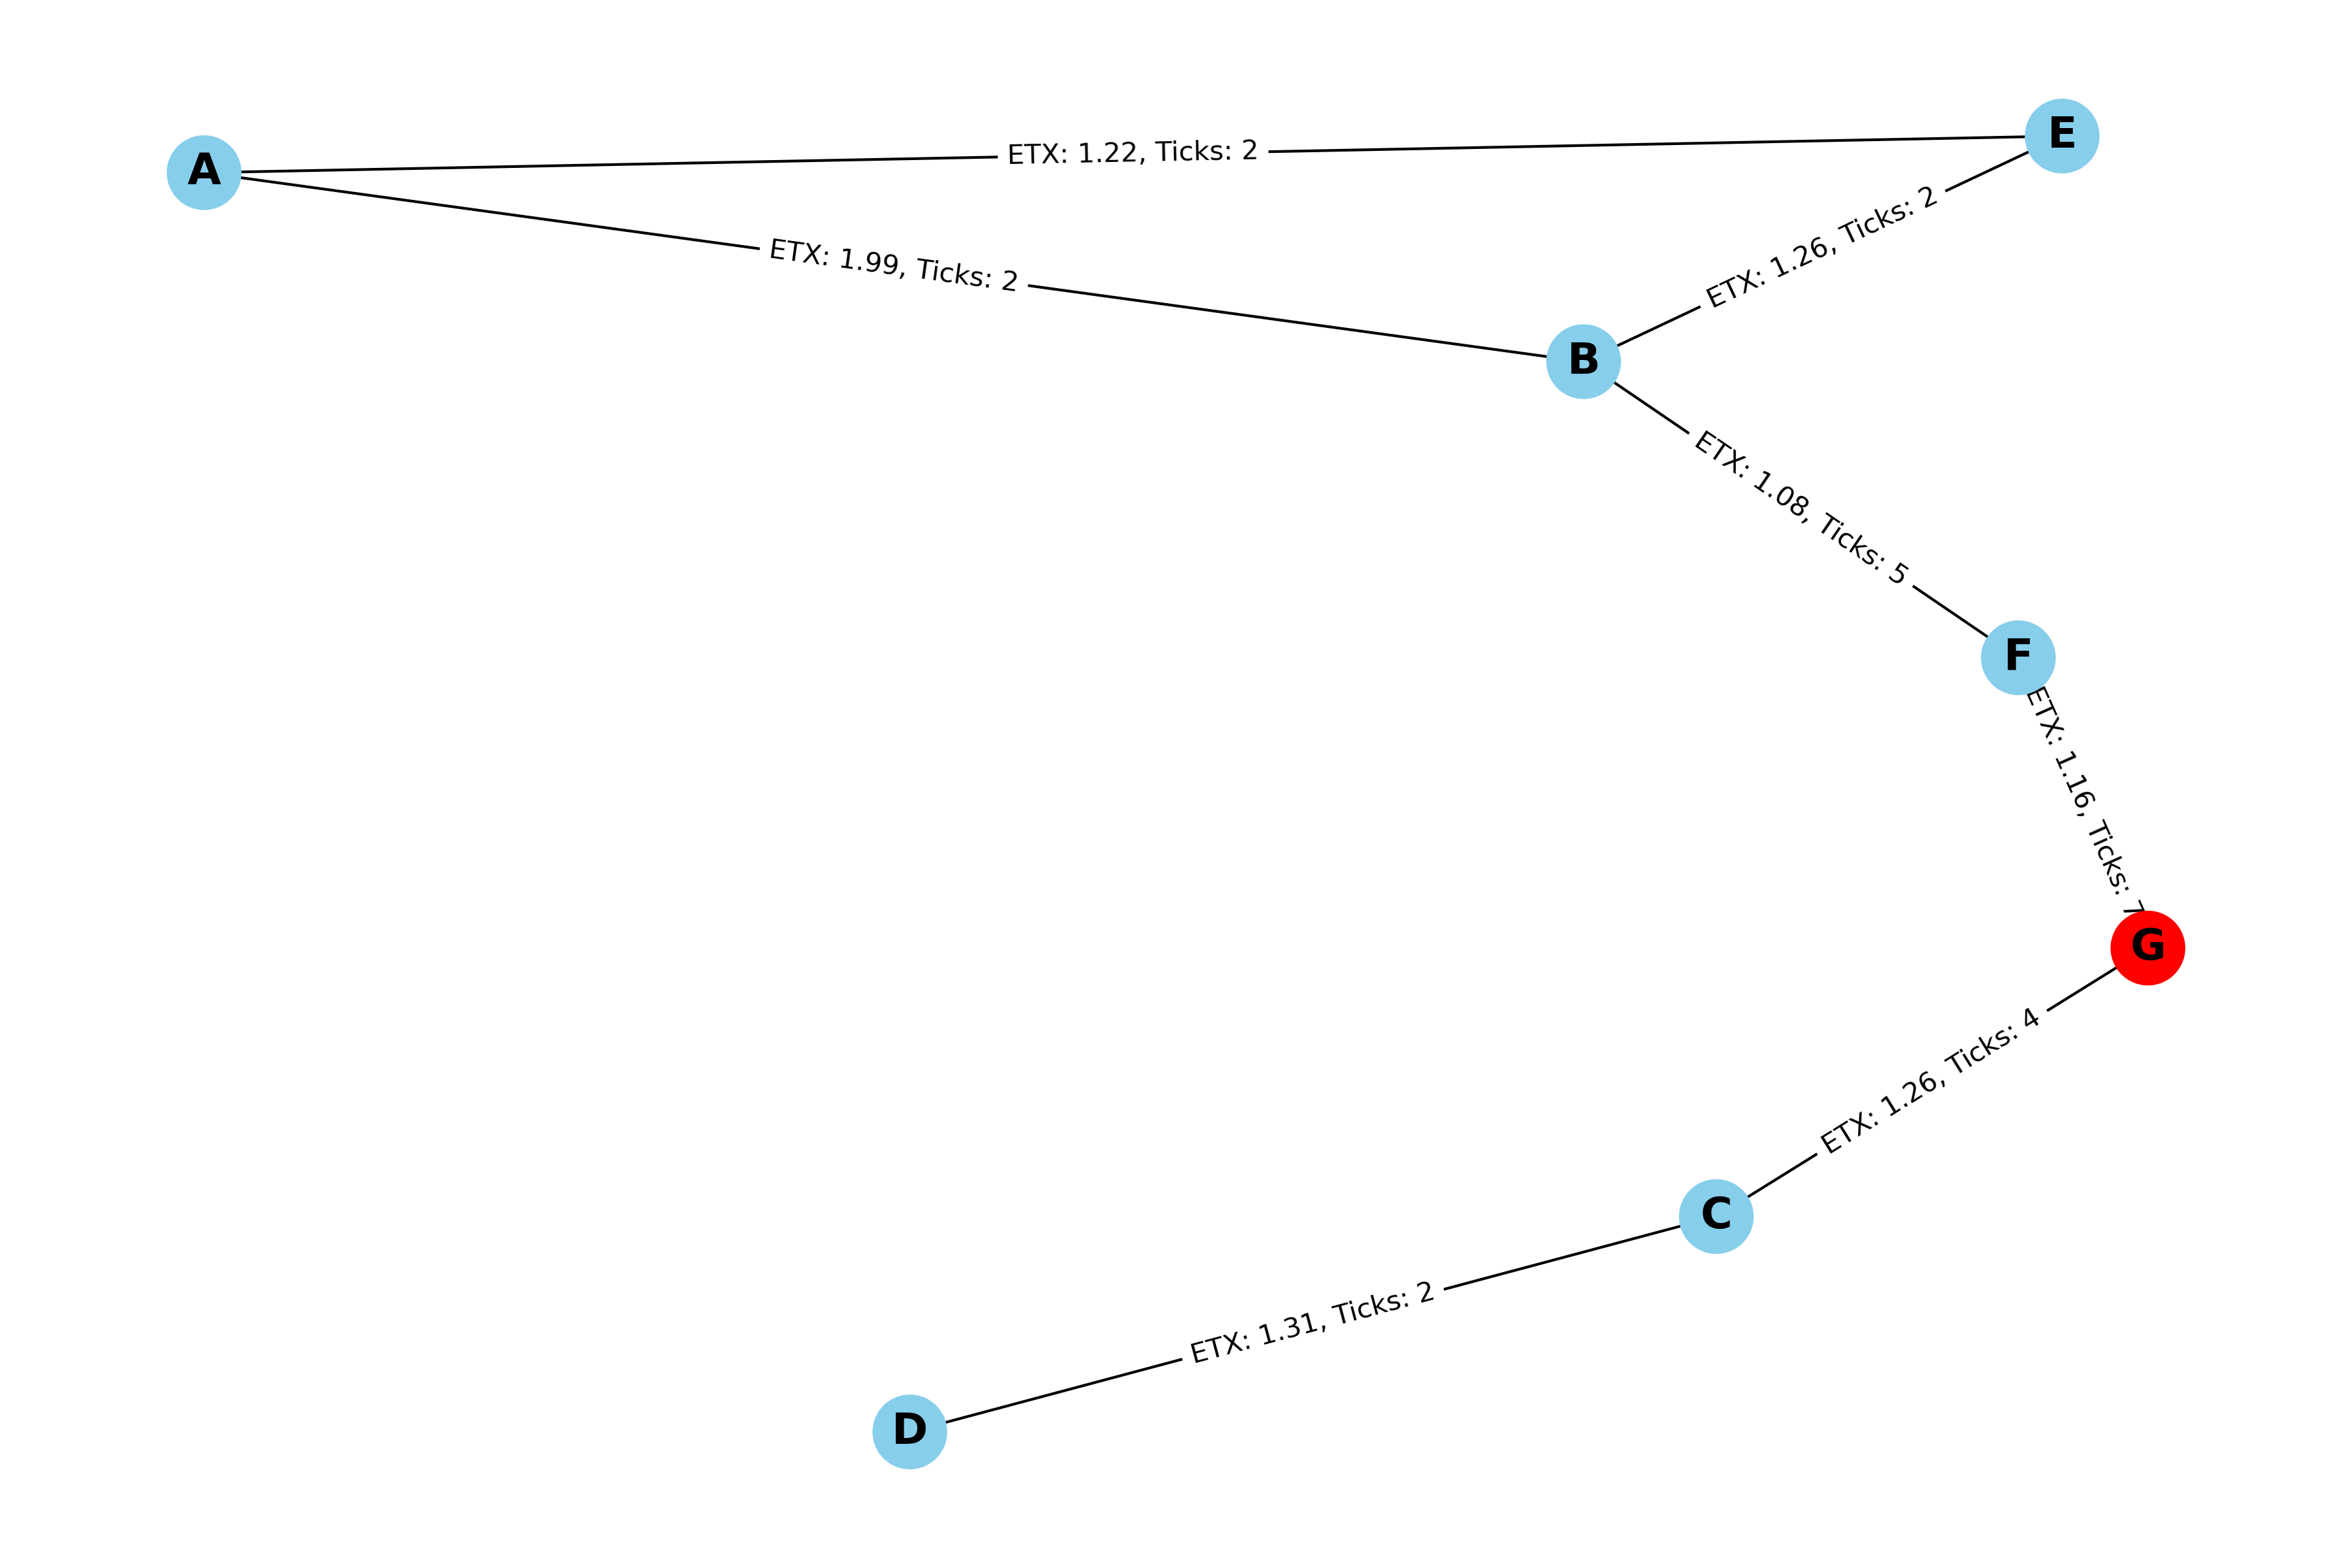 E
A
ETX: 1.22, Ticks: 2
ETX: 1.26, Ticks: 2
ETX: 1.99, Ticks: 2
B
ETX: 1.08, Ticks: 5
F
ETX: 1.16, Ticks: 7
G
ETX: 1.26, Ticks: 4
C
ETX: 1.31, Ticks: 2
D